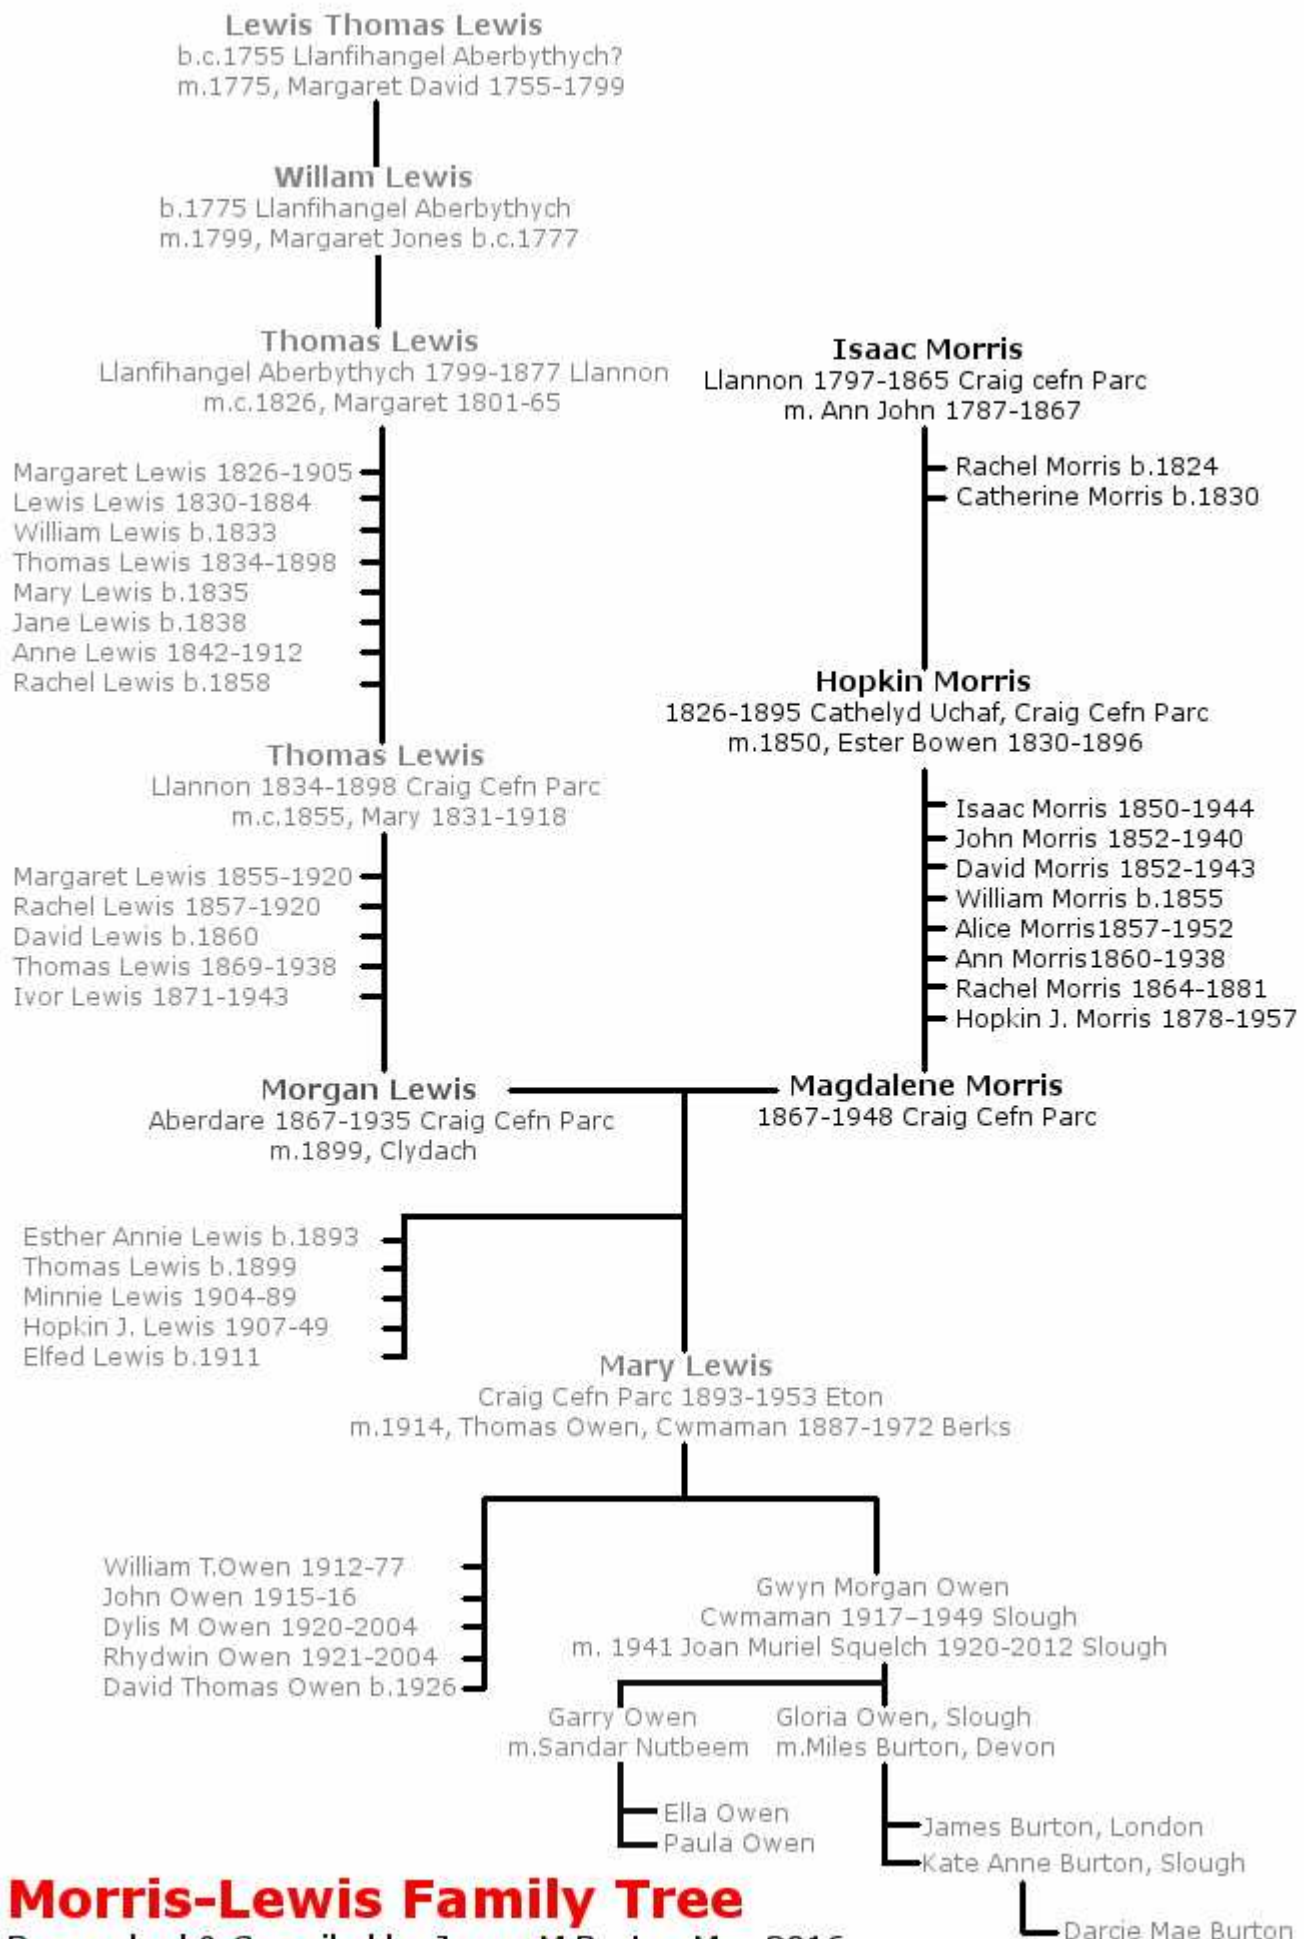 Lewis Thomas Lewis
b.c.1755 Llanfihangel Aberbythych?
m.1775, Margaret David 1755-1799
Willam Lewis
b.1775 Llanfihangel Aberbythych
m.1799, Margaret Jones b.c.1777
Thomas Lewis
Llanfihangel Aberbythych 1799-1877 Llannon
m.c.1826, Margaret 1801-65
Margaret Lewis 1826-1905
Lewis Lewis 1830-1884
William Lewis b.1833
Thomas Lewis 1834-1898
Mary Lewis b.1835
Jane Lewis b.1838
Anne Lewis 1842-1912
Rachel Lewis b.1858
Thomas Lewis
Llannon 1834-1898 Craig Cefn Parc
m.c.1855, Mary 1831-1918
Margaret Lewis 1855-1920
Rachel Lewis 1857-1920
David Lewis b.1860
Thomas Lewis 1869-1938
Ivor Lewis 1871-1943
Morgan Lewis
Aberdare 1867-1935 Craig Cefn Parc
m.1899, Clydach
Isaac Morris
Llannon 1797-1865 Craig cefn Parc
m. Ann John 1787-1867
Rachel Morris b.1824
Catherine Morris b.1830
Hopkin Morris
1826-1895 Cathelyd Uchaf, Craig Cefn Parc
m.1850, Ester Bowen 1830-1896
Isaac Morris 1850-1944
John Morris 1852-1940
David Morris 1852-1943
William Morris b.1855
Alice Morris1857-1952
Ann Morris1860-1938
Rachel Morris 1864-1881
Hopkin J. Morris 1878-1957
Magdalene Morris
1867-1948 Craig Cefn Parc
Esther Annie Lewis b.1893
Thomas Lewis b.1899
Minnie Lewis 1904-89
Hopkin J. Lewis 1907-49
Elfed Lewis b.1911
Mary Lewis
Craig Cefn Parc 1893-1953 Eton
m.1914, Thomas Owen, Cwmaman 1887-1972 Berks
William T.Owen 1912-77
John Owen 1915-16
Dylis M Owen 1920-2004
Rhydwin Owen 1921-2004
David Thomas Owen b.1926
Gwyn Morgan Owen
Cwmaman 1917–1949 Slough
m. 1941 Joan Muriel Squelch 1920-2012 Slough
Garry Owen
m.Sandar Nutbeem
Gloria Owen, Slough
m.Miles Burton, Devon
Ella Owen
Paula Owen
James Burton, London
Kate Anne Burton, Slough
Darcie Mae Burton
Morris-Lewis Family Tree